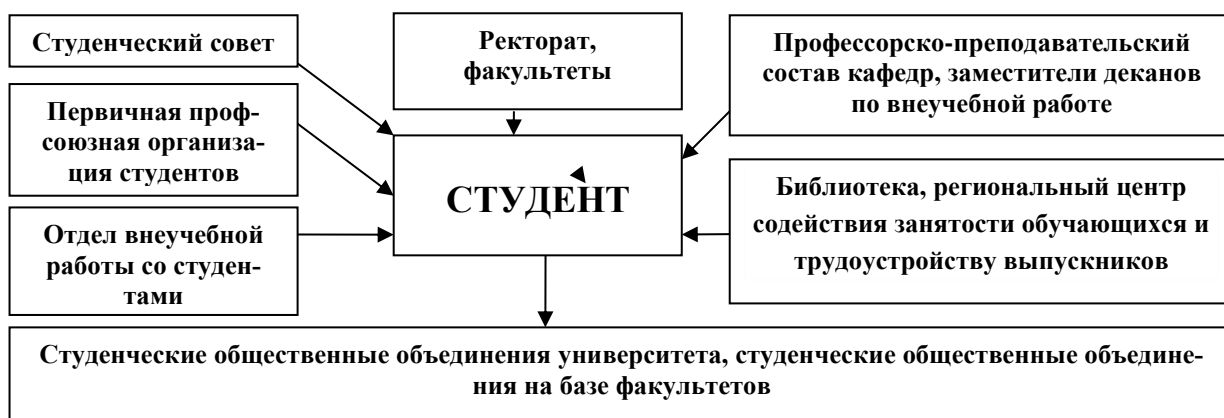 Студенческий совет
Ректорат,
факультеты
Профессорско-преподавательский
состав кафедр, заместители деканов
по внеучебной работе
Первичная проф-
союзная организа-
ция студентов
СТУДЕНТ
Библиотека, региональный центр
содействия занятости обучающихся и
трудоустройству выпускников
Отдел внеучебной
работы со студен-
тами
Студенческие общественные объединения университета, студенческие общественные объедине-
ния на базе факультетов